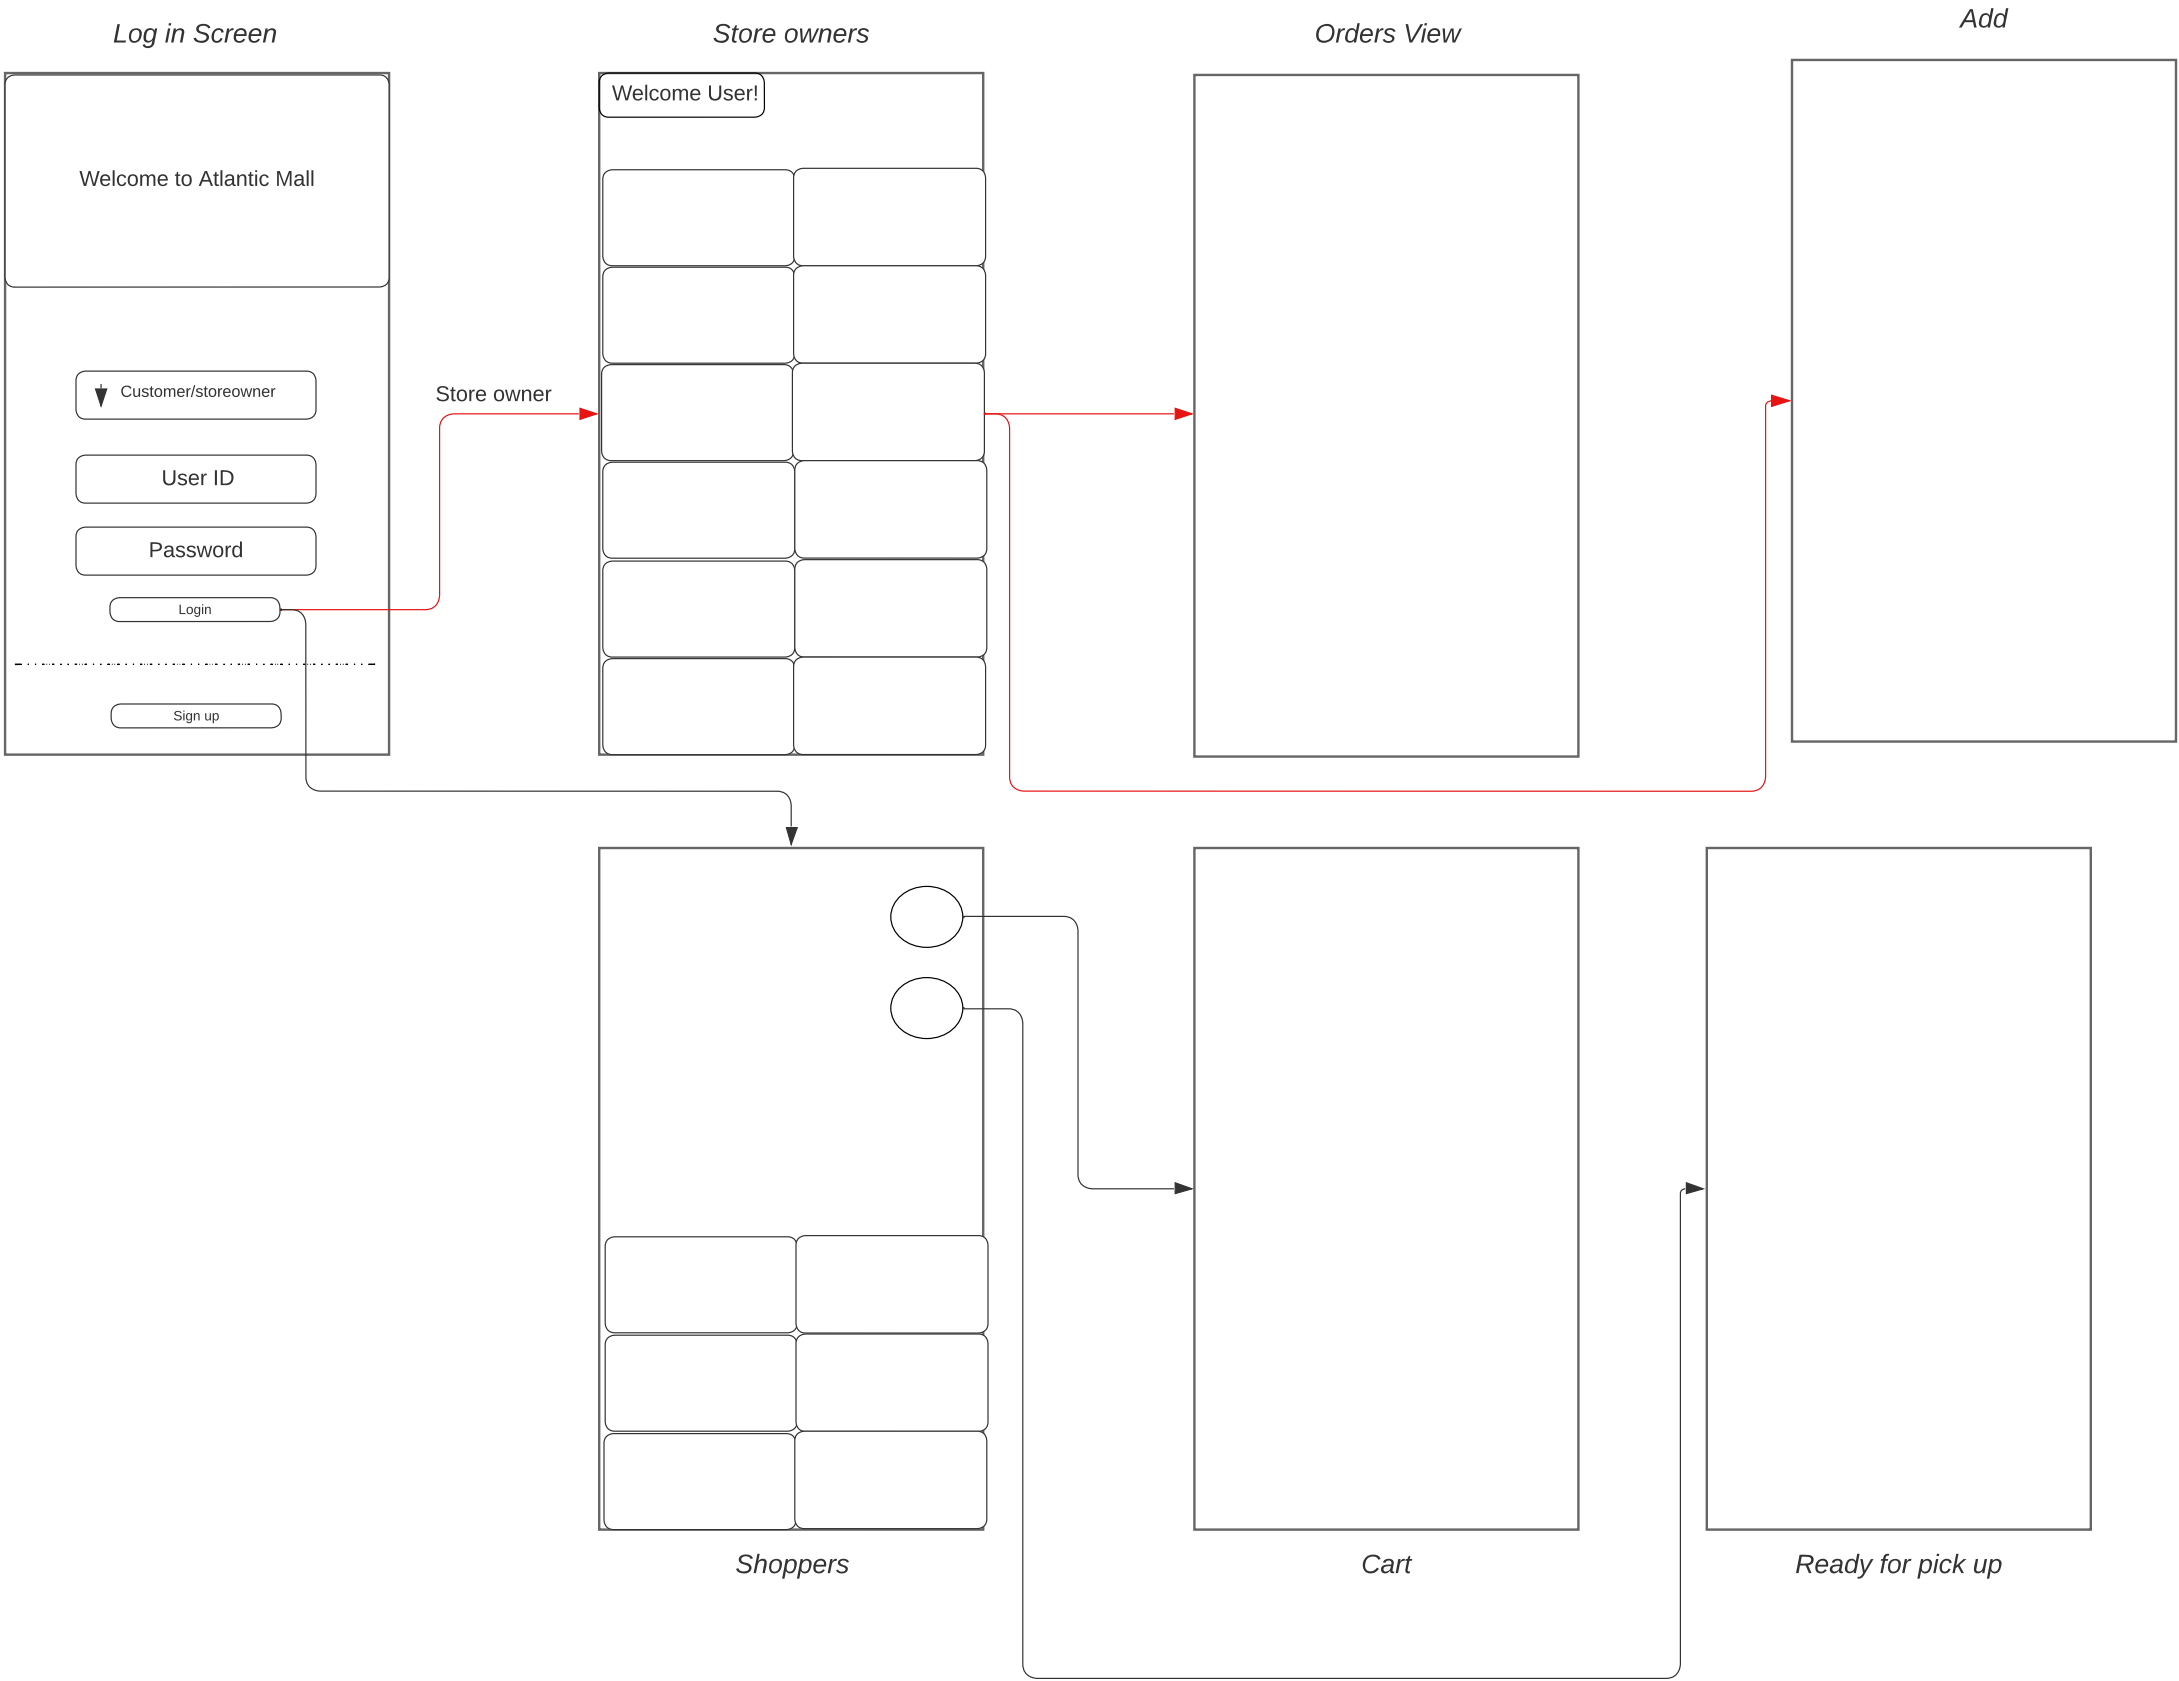 Log in Screen
Store owners
Orders View
Add
Welcome to Atlantic Mall
Customer/storeowner
User ID
Password
Login
Sign up
Store owner
Welcome User!
Shoppers
Cart
Ready for pick up